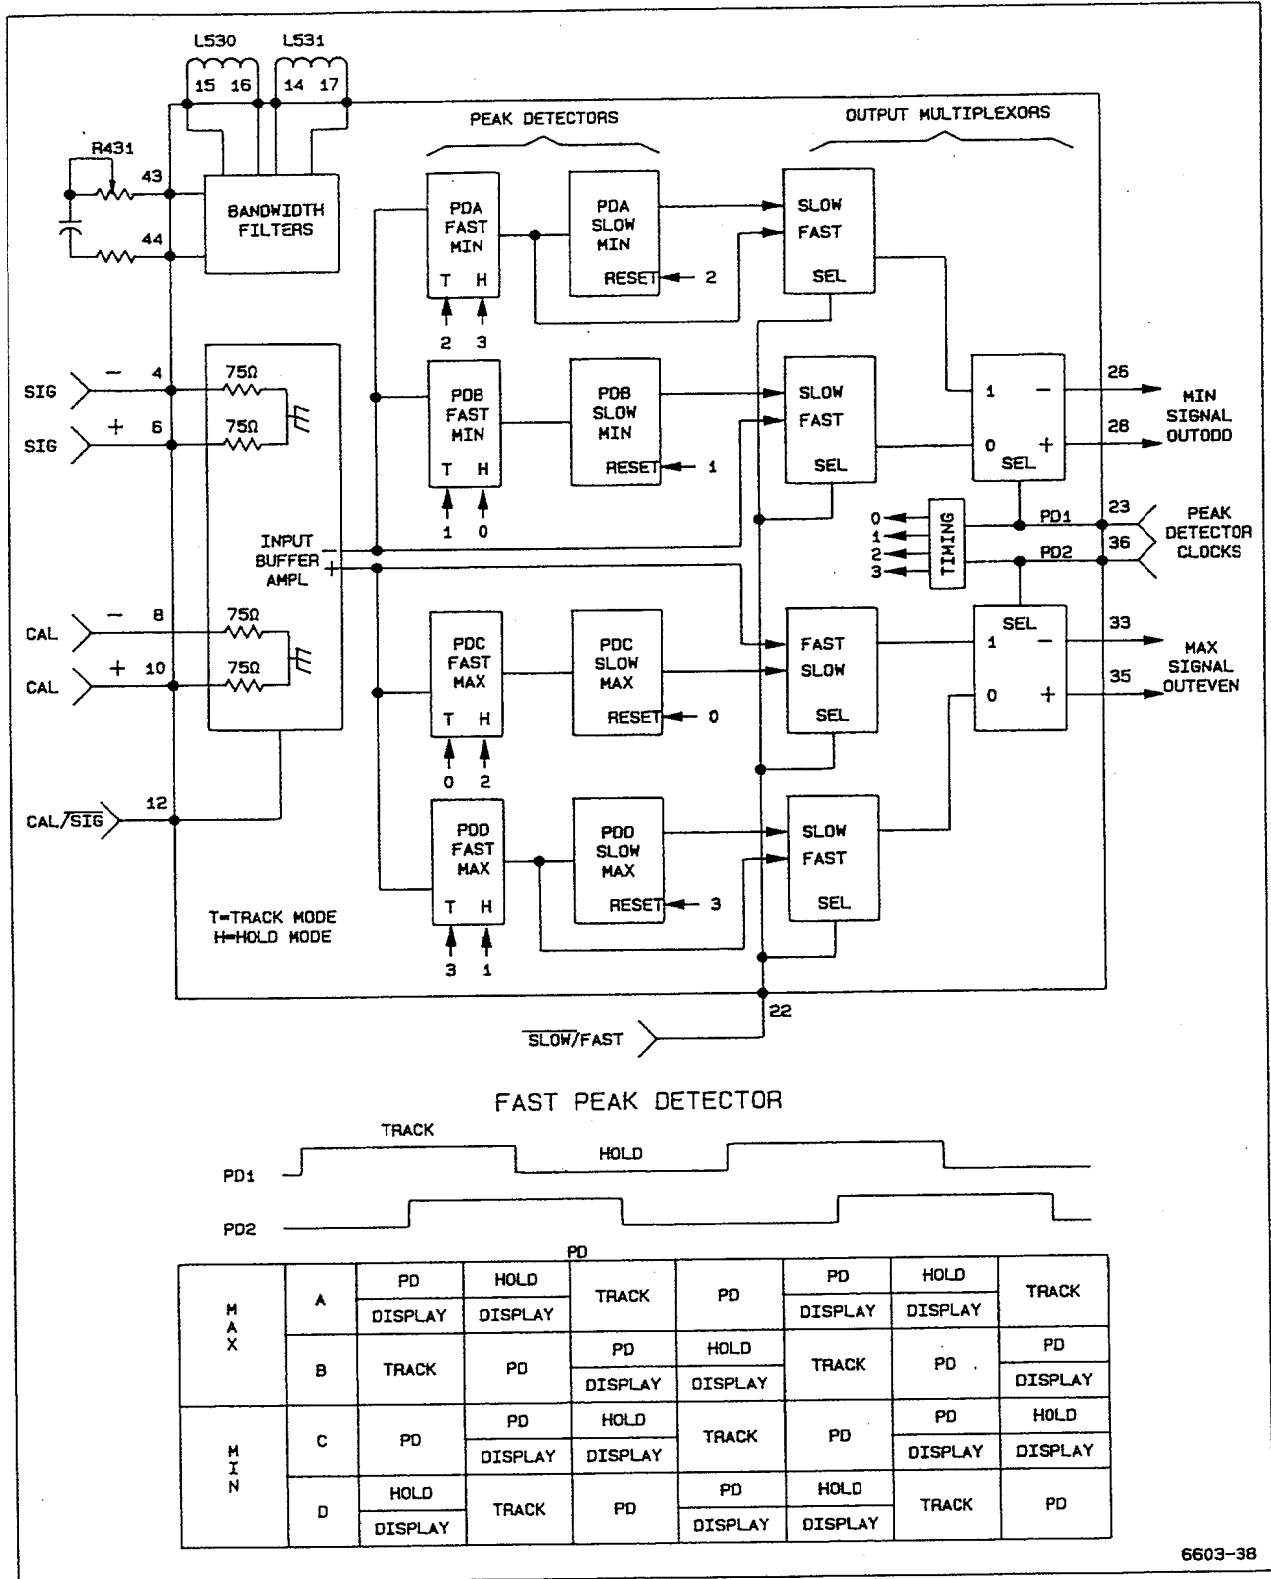 L530
L531
15 16 14 17
PEAK DETECTORS
OUTPUT MULTIPLEXORS
R431
43
44
BANDWIDTH
FILTERS
PDA
FAST
MIN
T H
2 3
PDA
SLOW
MIN
RESET 2
SLOW
FAST
SEL
SIG - 4 75Ω
SIG + 6 75Ω
PDB
FAST
MIN
T H
1 0
PDB
SLOW
MIN
RESET 1
SLOW
FAST
SEL
1 -
0 +
SEL
26
28
MIN
SIGNAL
OUTODD
INPUT
BUFFER
AMPL
-
+
0
1
2
3
TIMING
PD1
PD2
23
36
PEAK
DETECTOR
CLOCKS
CAL - 8 75Ω
CAL + 10 75Ω
PDC
FAST
MAX
T H
0 2
PDC
SLOW
MAX
RESET 0
FAST
SLOW
SEL
SEL
1 -
0 +
33
35
MAX
SIGNAL
OUTEVEN
CAL/SIG 12
PDD
FAST
MAX
T H
3 1
PDD
SLOW
MAX
RESET 3
SLOW
FAST
SEL
T=TRACK MODE
H=HOLD MODE
22
SLOW/FAST
FAST PEAK DETECTOR
TRACK
HOLD
PD1
PD2
PD
MAX
A
PD HOLD TRACK PD PD HOLD TRACK
DISPLAY DISPLAY DISPLAY DISPLAY
B
TRACK PD PD HOLD TRACK PD PD
DISPLAY DISPLAY DISPLAY
MIN
C
PD PD HOLD TRACK PD PD HOLD
DISPLAY DISPLAY DISPLAY DISPLAY
D
HOLD TRACK PD PD HOLD TRACK PD
DISPLAY DISPLAY DISPLAY
6603-38